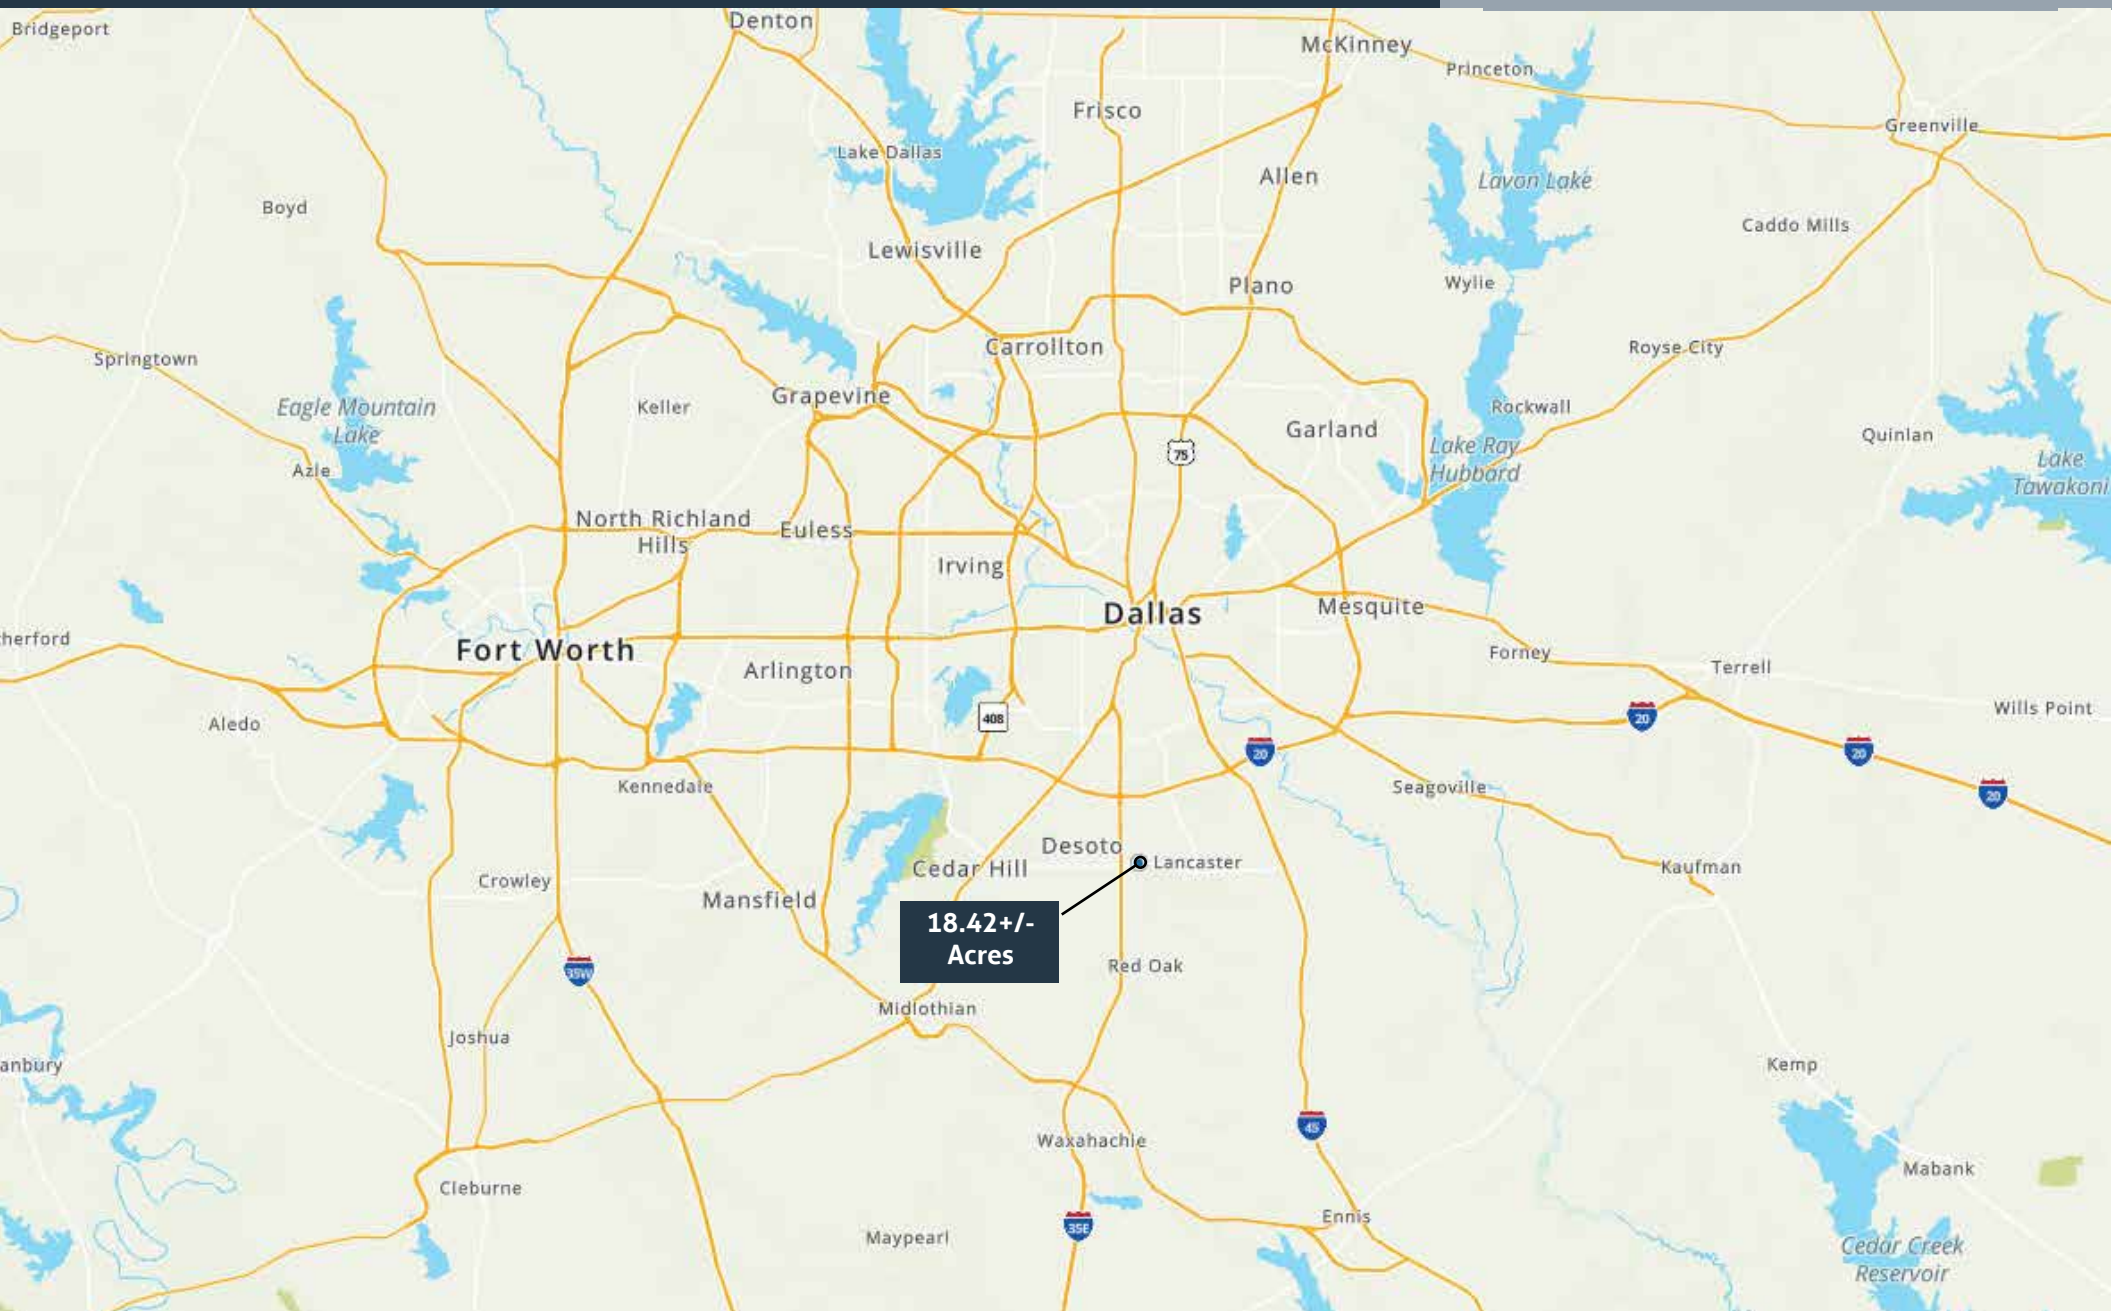 Bridgeport
Denton
McKinney
Princeton
Frisco
Greenville
Lake Dallas
Allen
Lavon Lake
Boyd
Caddo Mills
Lewisville
Plano
Wylie
Springtown
Carrollton
Royse City
Eagle Mountain
Lake
Keller
Grapevine
Rockwall
Garland
Quinlan
Lake Ray
Hubbard
75
Lake
Tawakoni
Azle
North Richland
Hills
Euless
Irving
Dallas
Mesquite
herford
Fort Worth
Arlington
Forney
Terrell
Wills Point
Aledo
408
20
20
20
20
Kennedale
Seagoville
Desoto
Lancaster
Cedar Hill
Kaufman
Crowley
Mansfield
18.42+/-
Acres
35W
Red Oak
Midlothian
Joshua
anbury
Kemp
45
Waxahachie
Mabank
Cleburne
35E
Ennis
Maypearl
Cedar Creek
Reservoir